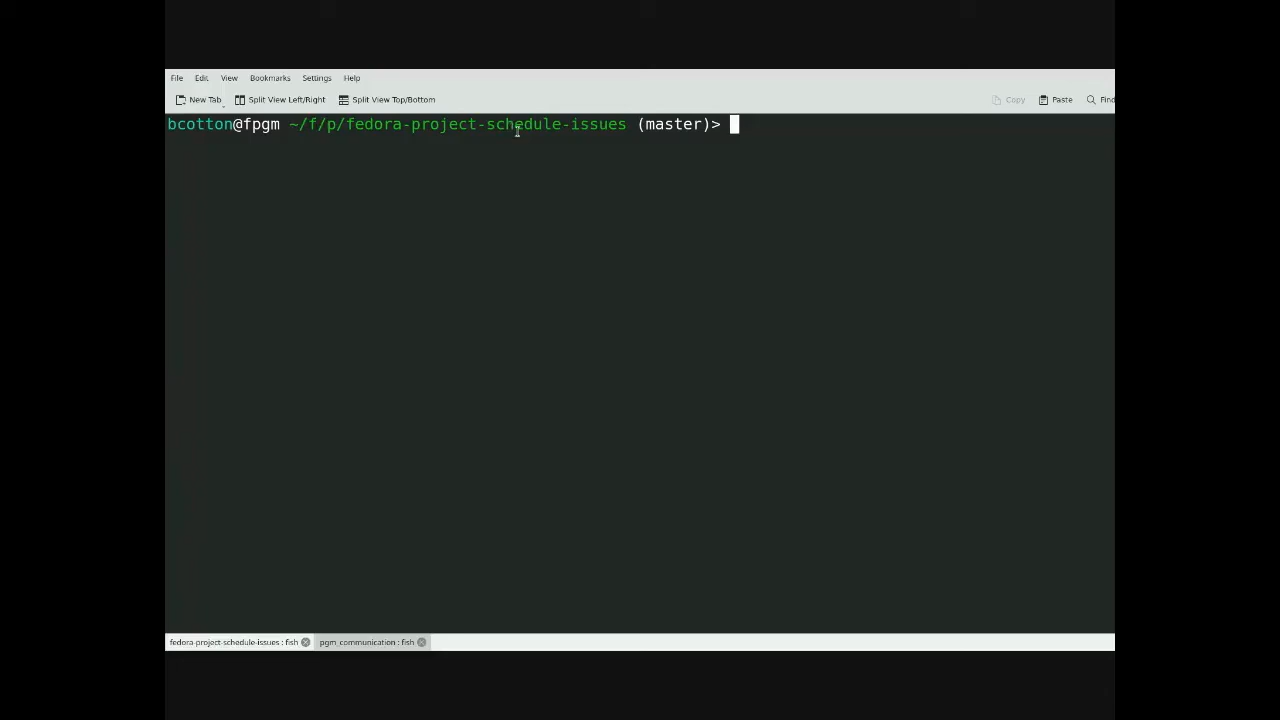 File Edit View Bookmarks Settings Help
New Tab Split View Left/Right Split View Top/Bottom Copy Paste Find
bcotton@fpgm ~/f/p/fedora-project-schedule-issues (master)>
fedora-project-schedule-issues : fish pgm_communication : fish